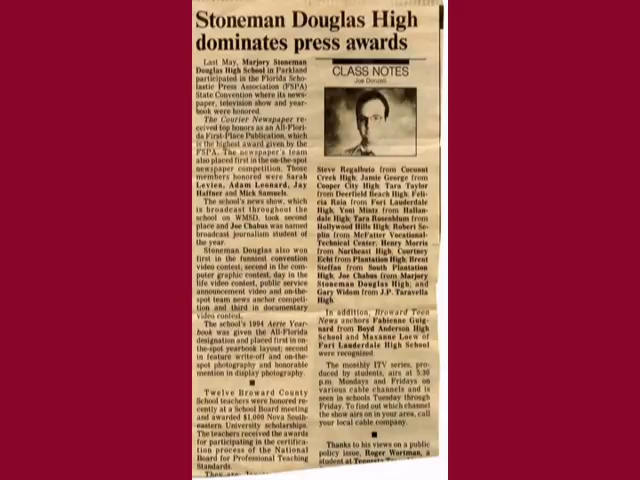 Stoneman Douglas High
dominates press awards
Last May, Marjory Stoneman
Douglas High School in Parkland
participated in the Florida Scho-
lastic Press Association (FSPA)
State Convention where its news-
paper, television show and year-
book were honored.
The Courier Newspaper re-
ceived top honors as an All-Flori-
da First-Place Publication, which
is the highest award given by the
FSPA. The newspaper's team
also placed first in the on-the-spot
newspaper competition. Those
members honored were Sarah
Levien, Adam Leonard, Jay
Haffner and Mick Samuels.
The school's news show, which
is broadcast throughout the
school on WMSD, took second
place and Joe Chabus was named
broadcast journalism student of
the year.
Stoneman Douglas also won
first in the funniest convention
video contest, second in the com-
puter graphic contest, day in the
life video contest, public service
announcement video and on-the-
spot team news anchor competi-
tion and third in documentary
video contest.
The school's 1994 Aerie Year-
book was given the All-Florida
designation and placed first in on-
the-spot yearbook layout; second
in feature write-off and on-the-
spot photography and honorable
mention in display photography.
Twelve Broward County
School teachers were honored re-
cently at a School Board meeting
and awarded $1,000 Nova South-
eastern University scholarships.
The teachers received the awards
for participating in the certifica-
tion process of the National
Board for Professional Teaching
Standards.
CLASS NOTES
Joe Donzelli
Steve Regalbuto from Coconut
Creek High; Jamie George from
Cooper City High; Tara Taylor
from Deerfield Beach High; Feli-
cia Raia from Fort Lauderdale
High; Yoni Mintz from Hallan-
dale High; Tara Rosenblum from
Hollywood Hills High; Robert Se-
plin from McFatter Vocational-
Technical Center; Henry Morris
from Northeast High; Courtney
Echt from Plantation High; Brent
Steffan from South Plantation
High; Joe Chabus from Marjory
Stoneman Douglas High; and
Gary Widom from J.P. Taravella
High.
In addition, Broward Teen
News anchors Fabienne Guig-
nard from Boyd Anderson High
School and Maxanne Loew of
Fort Lauderdale High School
were recognized.
The monthly ITV series, pro-
duced by students, airs at 5:30
p.m. Mondays and Fridays on
various cable channels and is
seen in schools Tuesday through
Friday. To find out which channel
the show airs on in your area, call
your local cable company.
Thanks to his views on a public
policy issue, Roger Wortman, a
student at